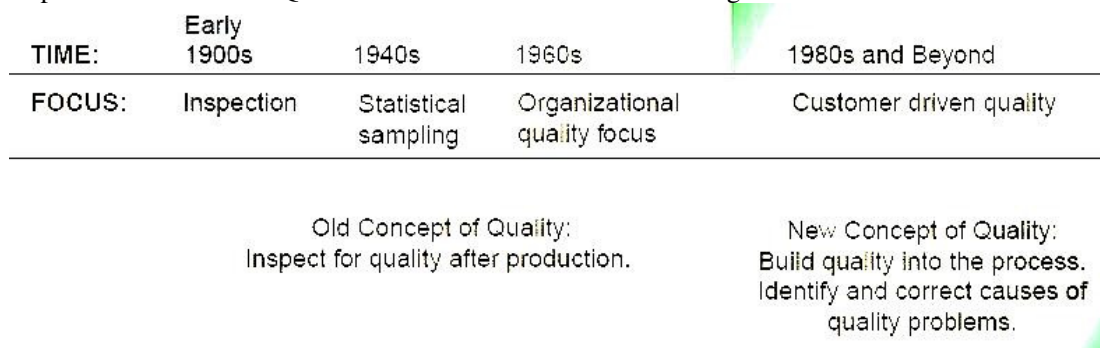 Early
TIME: 1900s 1940s 1960s 1980s and Beyond
FOCUS: Inspection Statistical Organizational Customer driven quality
sampling quality focus
Old Concept of Quality: New Concept of Quality:
Inspect for quality after production. Build quality into the process.
Identify and correct causes of
quality problems.